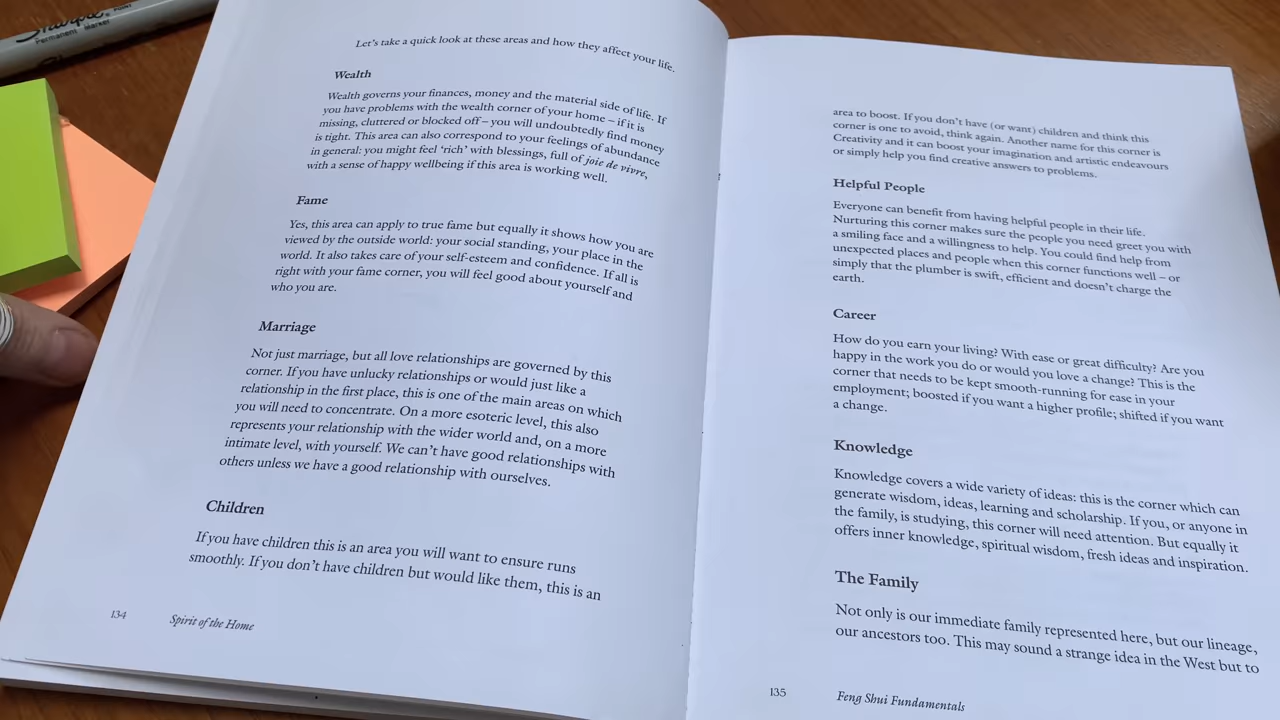 Sharpie
Permanent Marker
Let's take a quick look at these areas and how they affect your life.
Wealth
Wealth governs your finances, money and the material side of life. If
you have problems with the wealth corner of your home – if it is
missing, cluttered or blocked off – you will undoubtedly find money
is tight. This area can also correspond to your feelings of abundance
in general: you might feel ‘rich’ with blessings, full of joie de vivre,
with a sense of happy wellbeing if this area is working well.
Fame
Yes, this area can apply to true fame but equally it shows how you are
viewed by the outside world: your social standing, your place in the
world. It also takes care of your self-esteem and confidence. If all is
right with your fame corner, you will feel good about yourself and
who you are.
Marriage
Not just marriage, but all love relationships are governed by this
corner. If you have unlucky relationships or would just like a
relationship in the first place, this is one of the main areas on which
you will need to concentrate. On a more esoteric level, this also
represents your relationship with the wider world and, on a more
intimate level, with yourself. We can't have good relationships with
others unless we have a good relationship with ourselves.
Children
If you have children this is an area you will want to ensure runs
smoothly. If you don't have children but would like them, this is an
134 Spirit of the Home
area to boost. If you don't have (or want) children and think this
corner is one to avoid, think again. Another name for this corner is
Creativity and it can boost your imagination and artistic endeavours
or simply help you find creative answers to problems.
Helpful People
Everyone can benefit from having helpful people in their life.
Nurturing this corner makes sure the people you need greet you with
a smiling face and a willingness to help. You could find help from
unexpected places and people when this corner functions well – or
simply that the plumber is swift, efficient and doesn't charge the
earth.
Career
How do you earn your living? With ease or great difficulty? Are you
happy in the work you do or would you love a change? This is the
corner that needs to be kept smooth-running for ease in your
employment; boosted if you want a higher profile; shifted if you want
a change.
Knowledge
Knowledge covers a wide variety of ideas: this is the corner which can
generate wisdom, ideas, learning and scholarship. If you, or anyone in
the family, is studying, this corner will need attention. But equally it
offers inner knowledge, spiritual wisdom, fresh ideas and inspiration.
The Family
Not only is our immediate family represented here, but our lineage,
our ancestors too. This may sound a strange idea in the West but to
135 Feng Shui Fundamentals